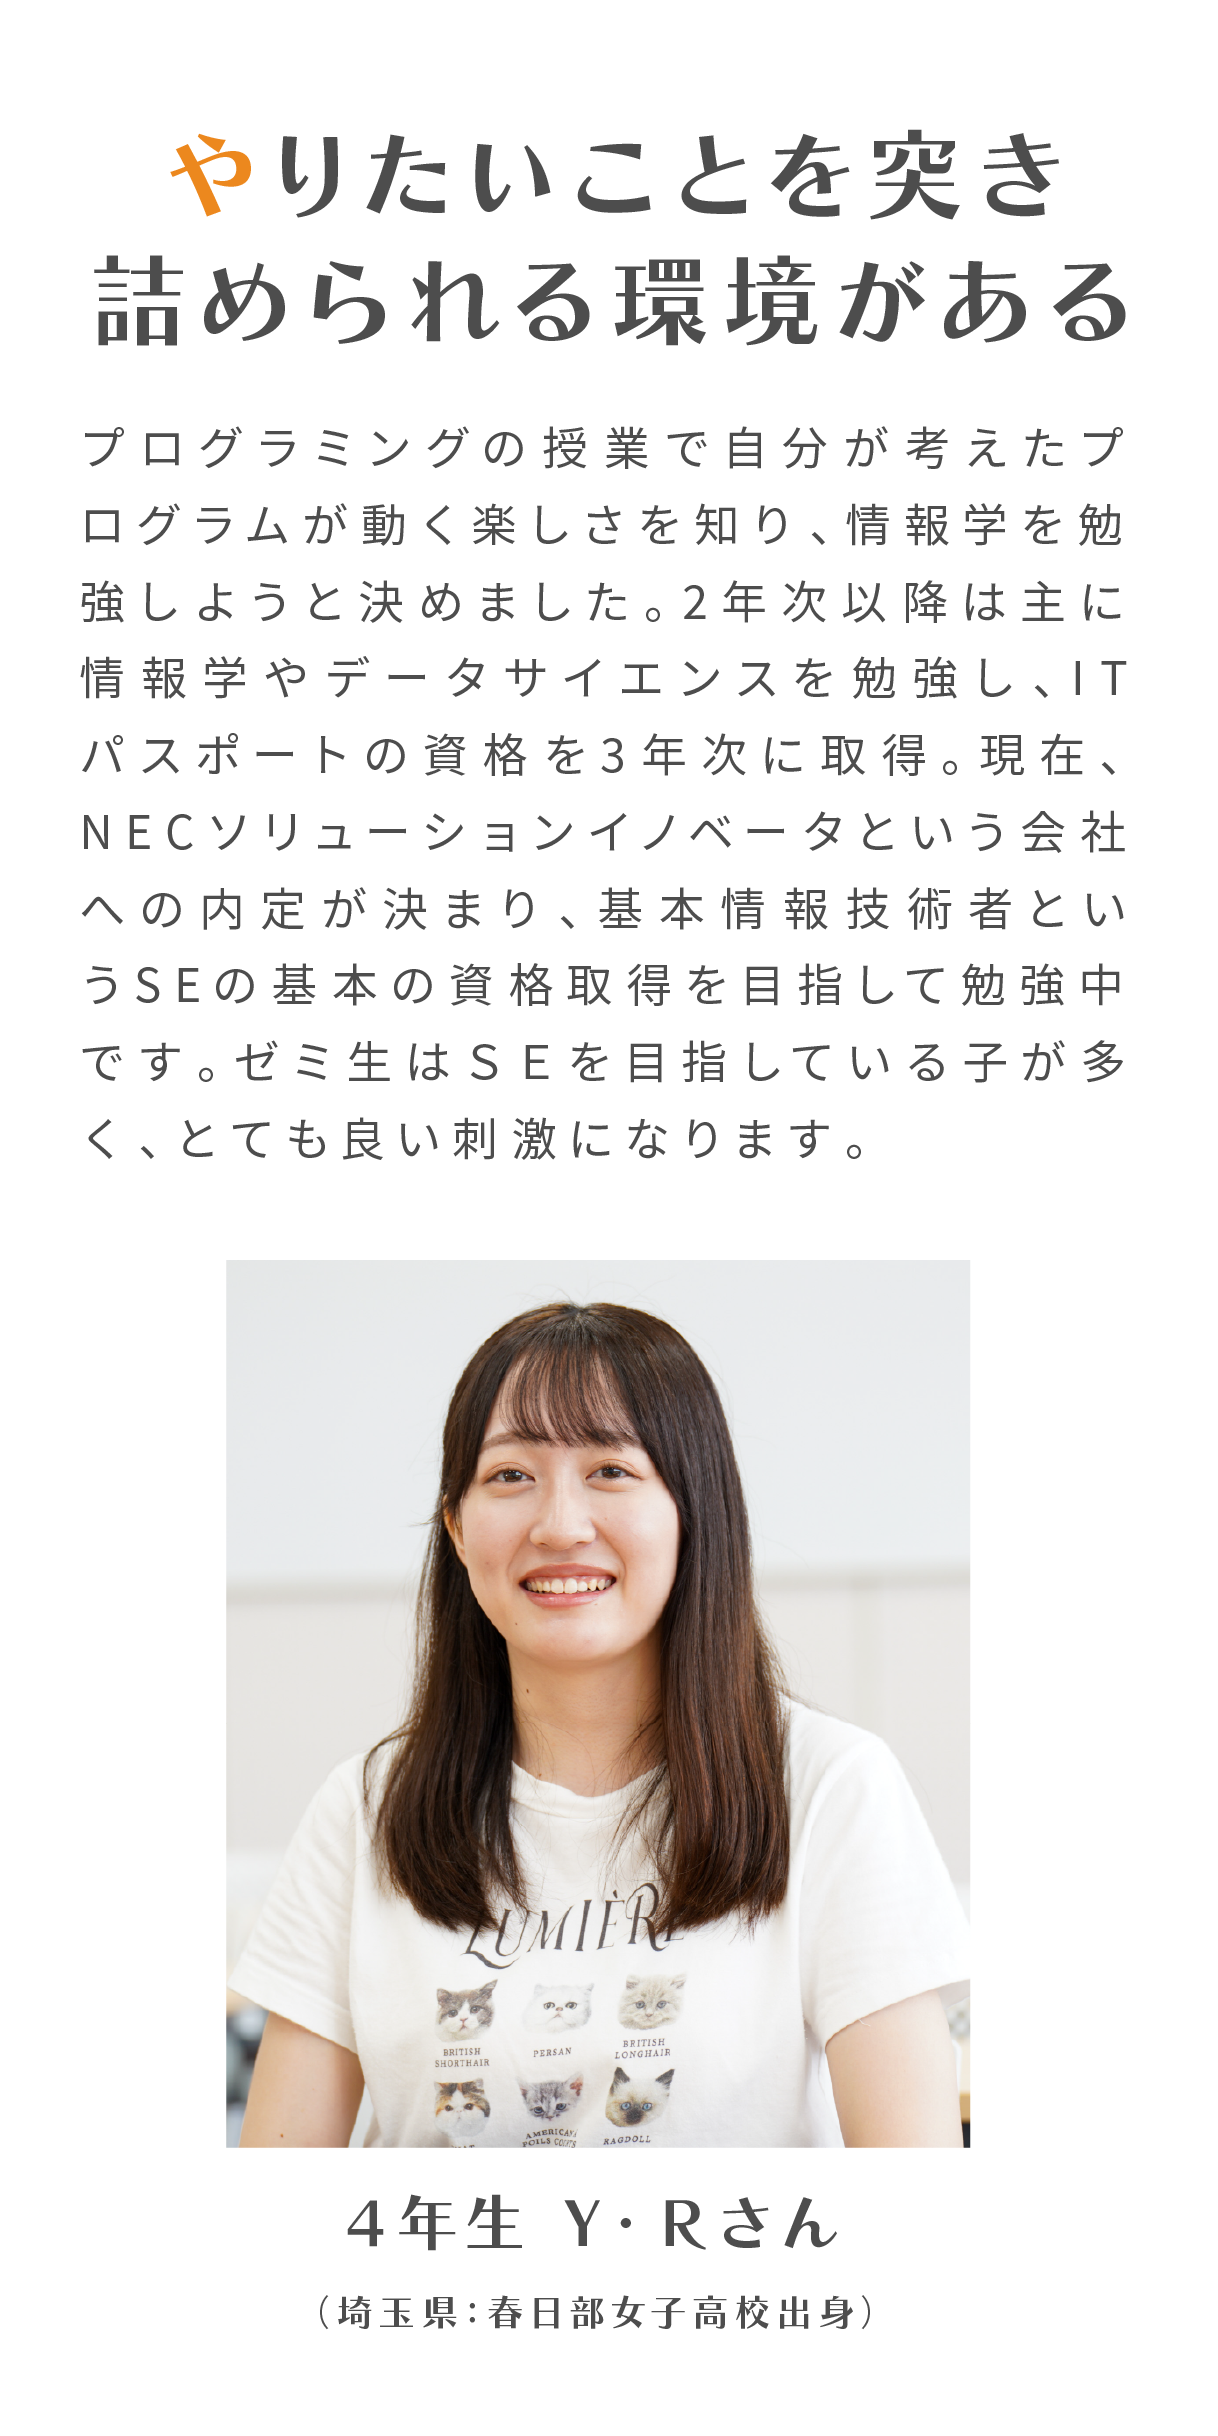 やりたいことを突き
詰められる環境がある
プログラミングの授業で自分が考えたプ
ログラムが動く楽しさを知り、情報学を勉
強しようと決めました。2年次以降は主に
情報学やデータサイエンスを勉強し、IT
パスポートの資格を3年次に取得。現在、
NECソリューションイノベータという会社
への内定が決まり、基本情報技術者とい
うSEの基本の資格取得を目指して勉強中
です。ゼミ生はＳＥを目指している子が多
く、とても良い刺激になります。
LUMIÈRE
BRITISH
SHORTHAIR
PERSAN
BRITISH
LONGHAIR
AMERICAN
POILS COURTS
RAGDOLL
4年生 Y・Rさん
（埼玉県：春日部女子高校出身）